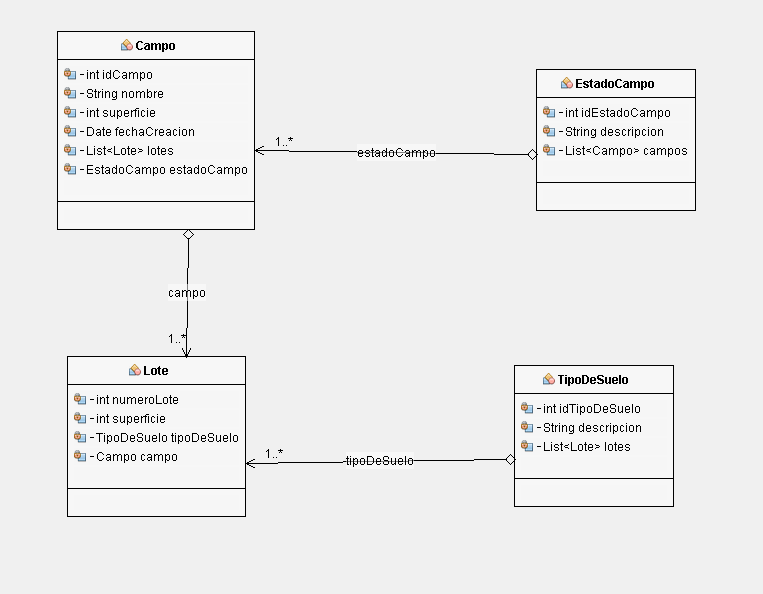 Campo
- int idCampo
- String nombre
- int superficie
- Date fechaCreacion
- List<Lote> lotes
- EstadoCampo estadoCampo
EstadoCampo
- int idEstadoCampo
- String descripcion
- List<Campo> campos
1..*
estadoCampo
campo
1..*
Lote
- int numeroLote
- int superficie
- TipoDeSuelo tipoDeSuelo
- Campo campo
TipoDeSuelo
- int idTipoDeSuelo
- String descripcion
- List<Lote> lotes
1..*
tipoDeSuelo